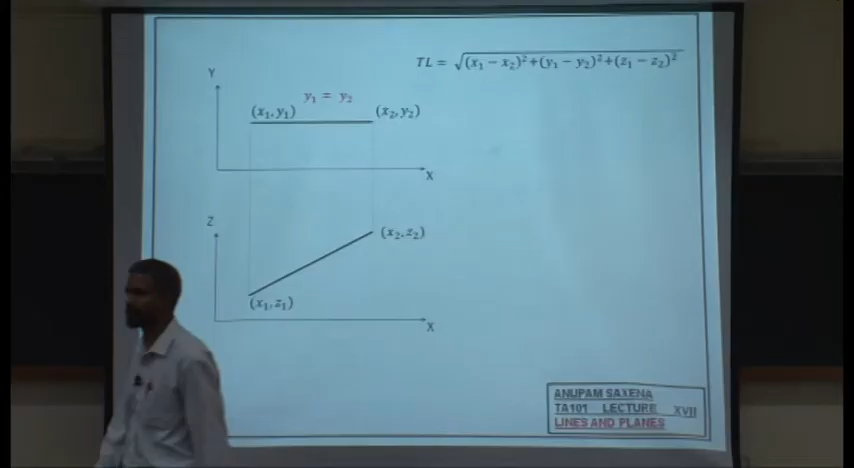 TL = √(x₁ − x₂)²+(y₁ − y₂)²+(z₁ − z₂)²
Y
y₁ = y₂
(x₁, y₁) (x₂, y₂)
X
Z
(x₂, z₂)
(x₁, z₁)
X
ANUPAM SAXENA
TA101 LECTURE XVII
LINES AND PLANES